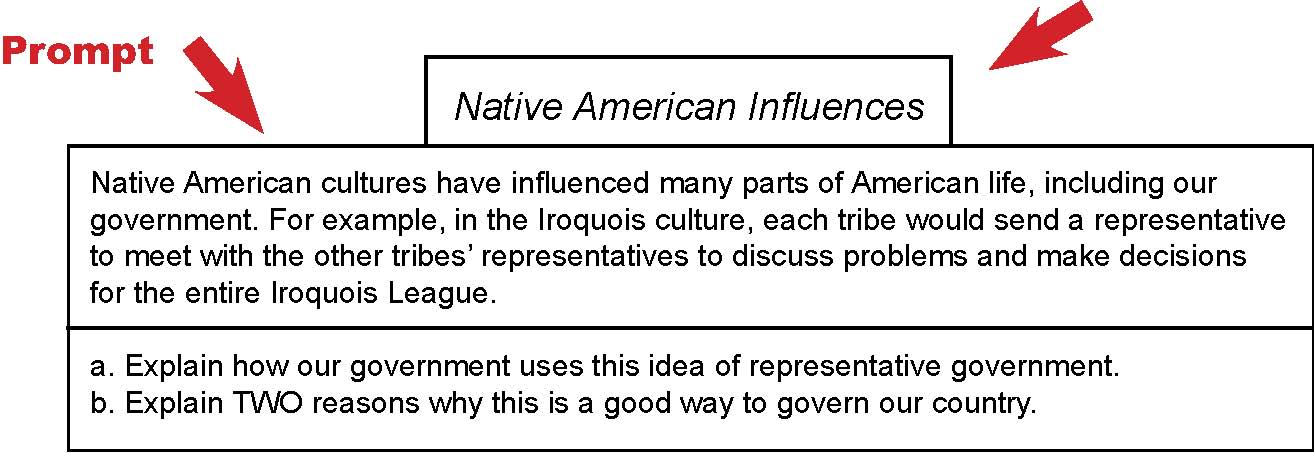 Prompt
Native American Influences
Native American cultures have influenced many parts of American life, including our
government. For example, in the Iroquois culture, each tribe would send a representative
to meet with the other tribes’ representatives to discuss problems and make decisions
for the entire Iroquois League.
a. Explain how our government uses this idea of representative government.
b. Explain TWO reasons why this is a good way to govern our country.